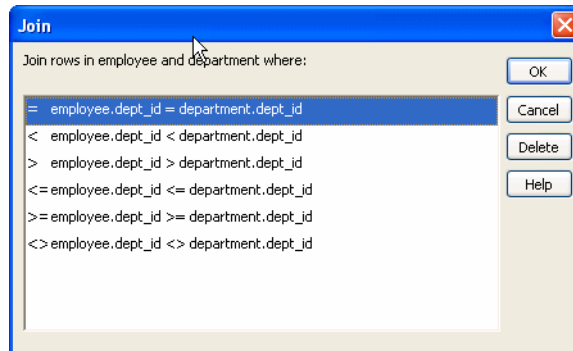 Join
Join rows in employee and department where:
OK
= employee.dept_id = department.dept_id
Cancel
< employee.dept_id < department.dept_id
Delete
> employee.dept_id > department.dept_id
<= employee.dept_id <= department.dept_id
Help
>= employee.dept_id >= department.dept_id
<> employee.dept_id <> department.dept_id